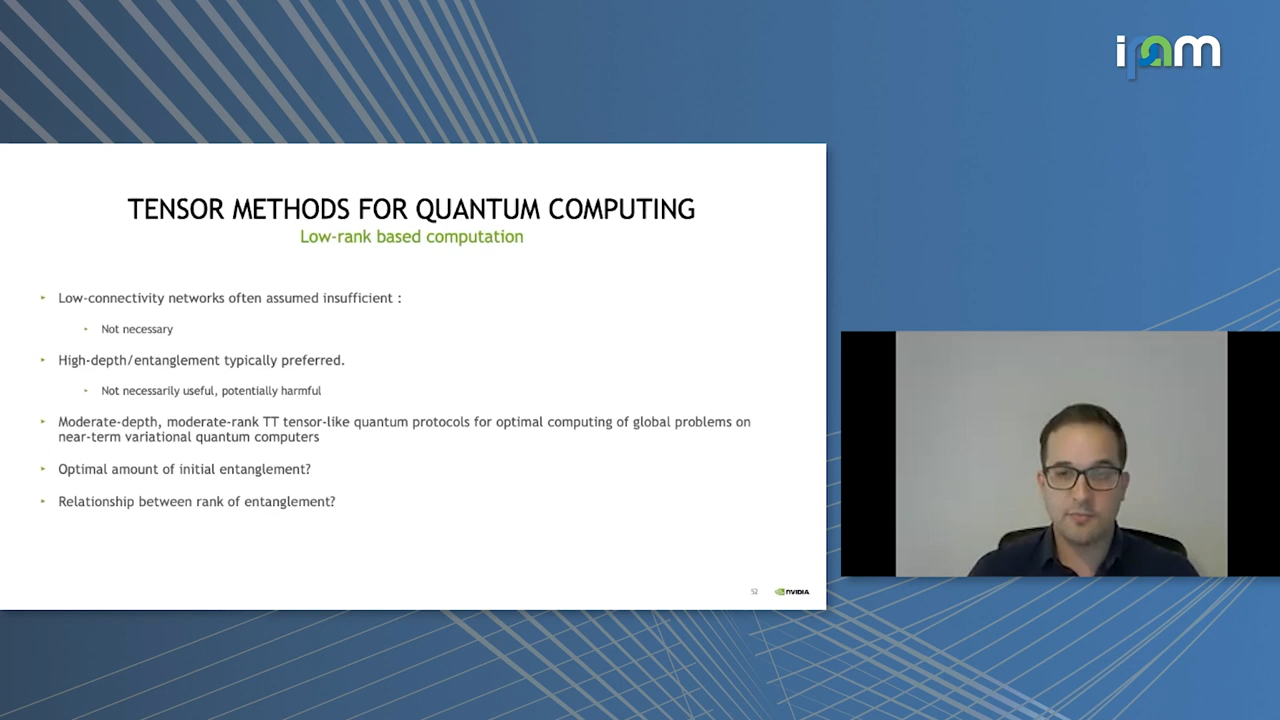 ipam
TENSOR METHODS FOR QUANTUM COMPUTING
Low-rank based computation
Low-connectivity networks often assumed insufficient :
Not necessary
High-depth/entanglement typically preferred.
Not necessarily useful, potentially harmful
Moderate-depth, moderate-rank TT tensor-like quantum protocols for optimal computing of global problems on
near-term variational quantum computers
Optimal amount of initial entanglement?
Relationship between rank of entanglement?
52
NVIDIA